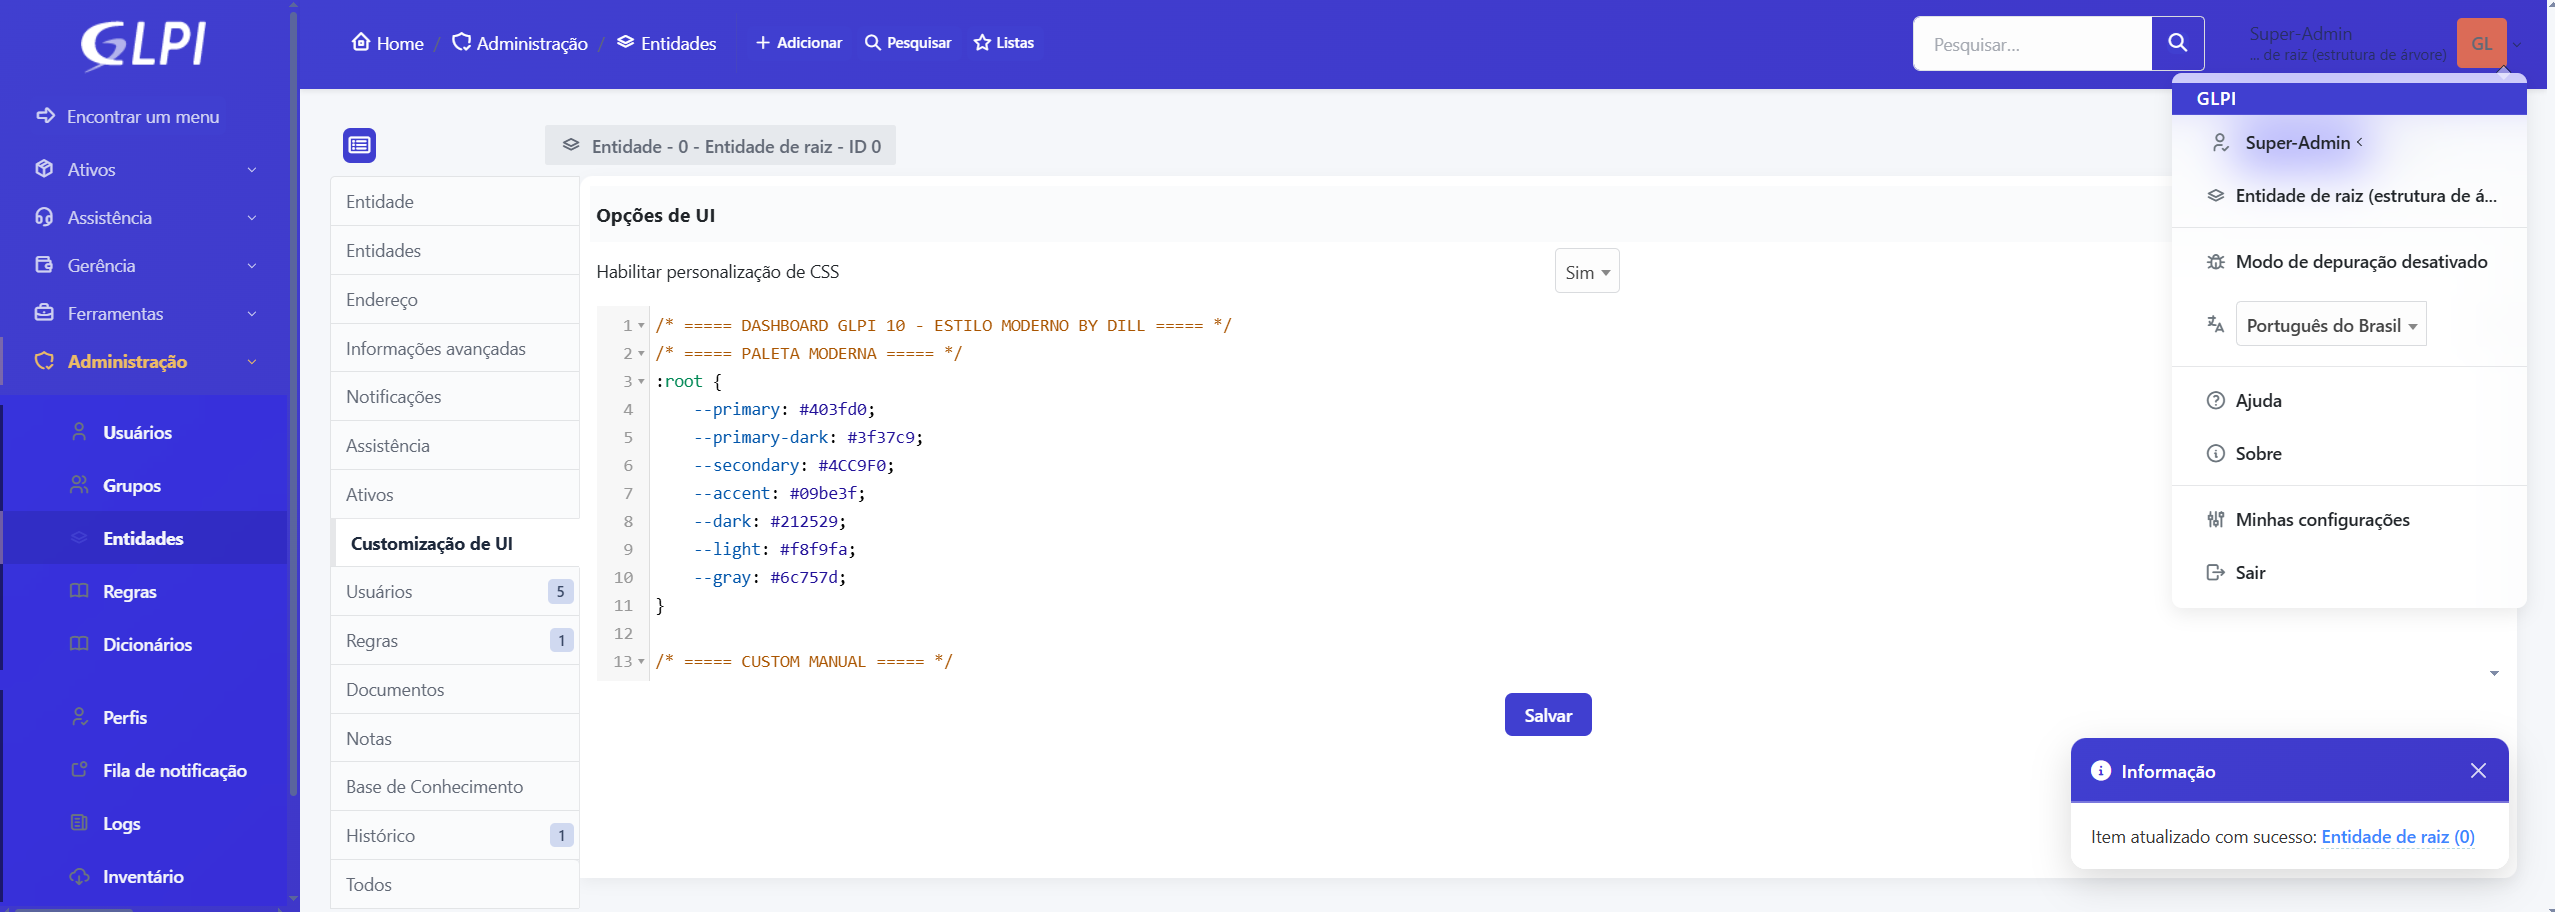 GLPI
Encontrar um menu
Ativos
Assistência
Gerência
Ferramentas
Administração
Usuários
Grupos
Entidades
Regras
Dicionários
Perfis
Fila de notificação
Logs
Inventário
Home / Administração / Entidades
Adicionar
Pesquisar
Listas
Pesquisar...
Super-Admin
... de raiz (estrutura de árvore)
GL
Entidade - 0 - Entidade de raiz - ID 0
Entidade
Entidades
Endereço
Informações avançadas
Notificações
Assistência
Ativos
Customização de UI
Usuários 5
Regras 1
Documentos
Notas
Base de Conhecimento
Histórico 1
Todos
Opções de UI
Habilitar personalização de CSS
Sim
1 /* ===== DASHBOARD GLPI 10 - ESTILO MODERNO BY DILL ===== */
2 /* ===== PALETA MODERNA ===== */
3 :root {
4 --primary: #403fd0;
5 --primary-dark: #3f37c9;
6 --secondary: #4CC9F0;
7 --accent: #09be3f;
8 --dark: #212529;
9 --light: #f8f9fa;
10 --gray: #6c757d;
11 }
12
13 /* ===== CUSTOM MANUAL ===== */
Salvar
GLPI
Super-Admin
Entidade de raiz (estrutura de á...
Modo de depuração desativado
Português do Brasil
Ajuda
Sobre
Minhas configurações
Sair
Informação
Item atualizado com sucesso: Entidade de raiz (0)